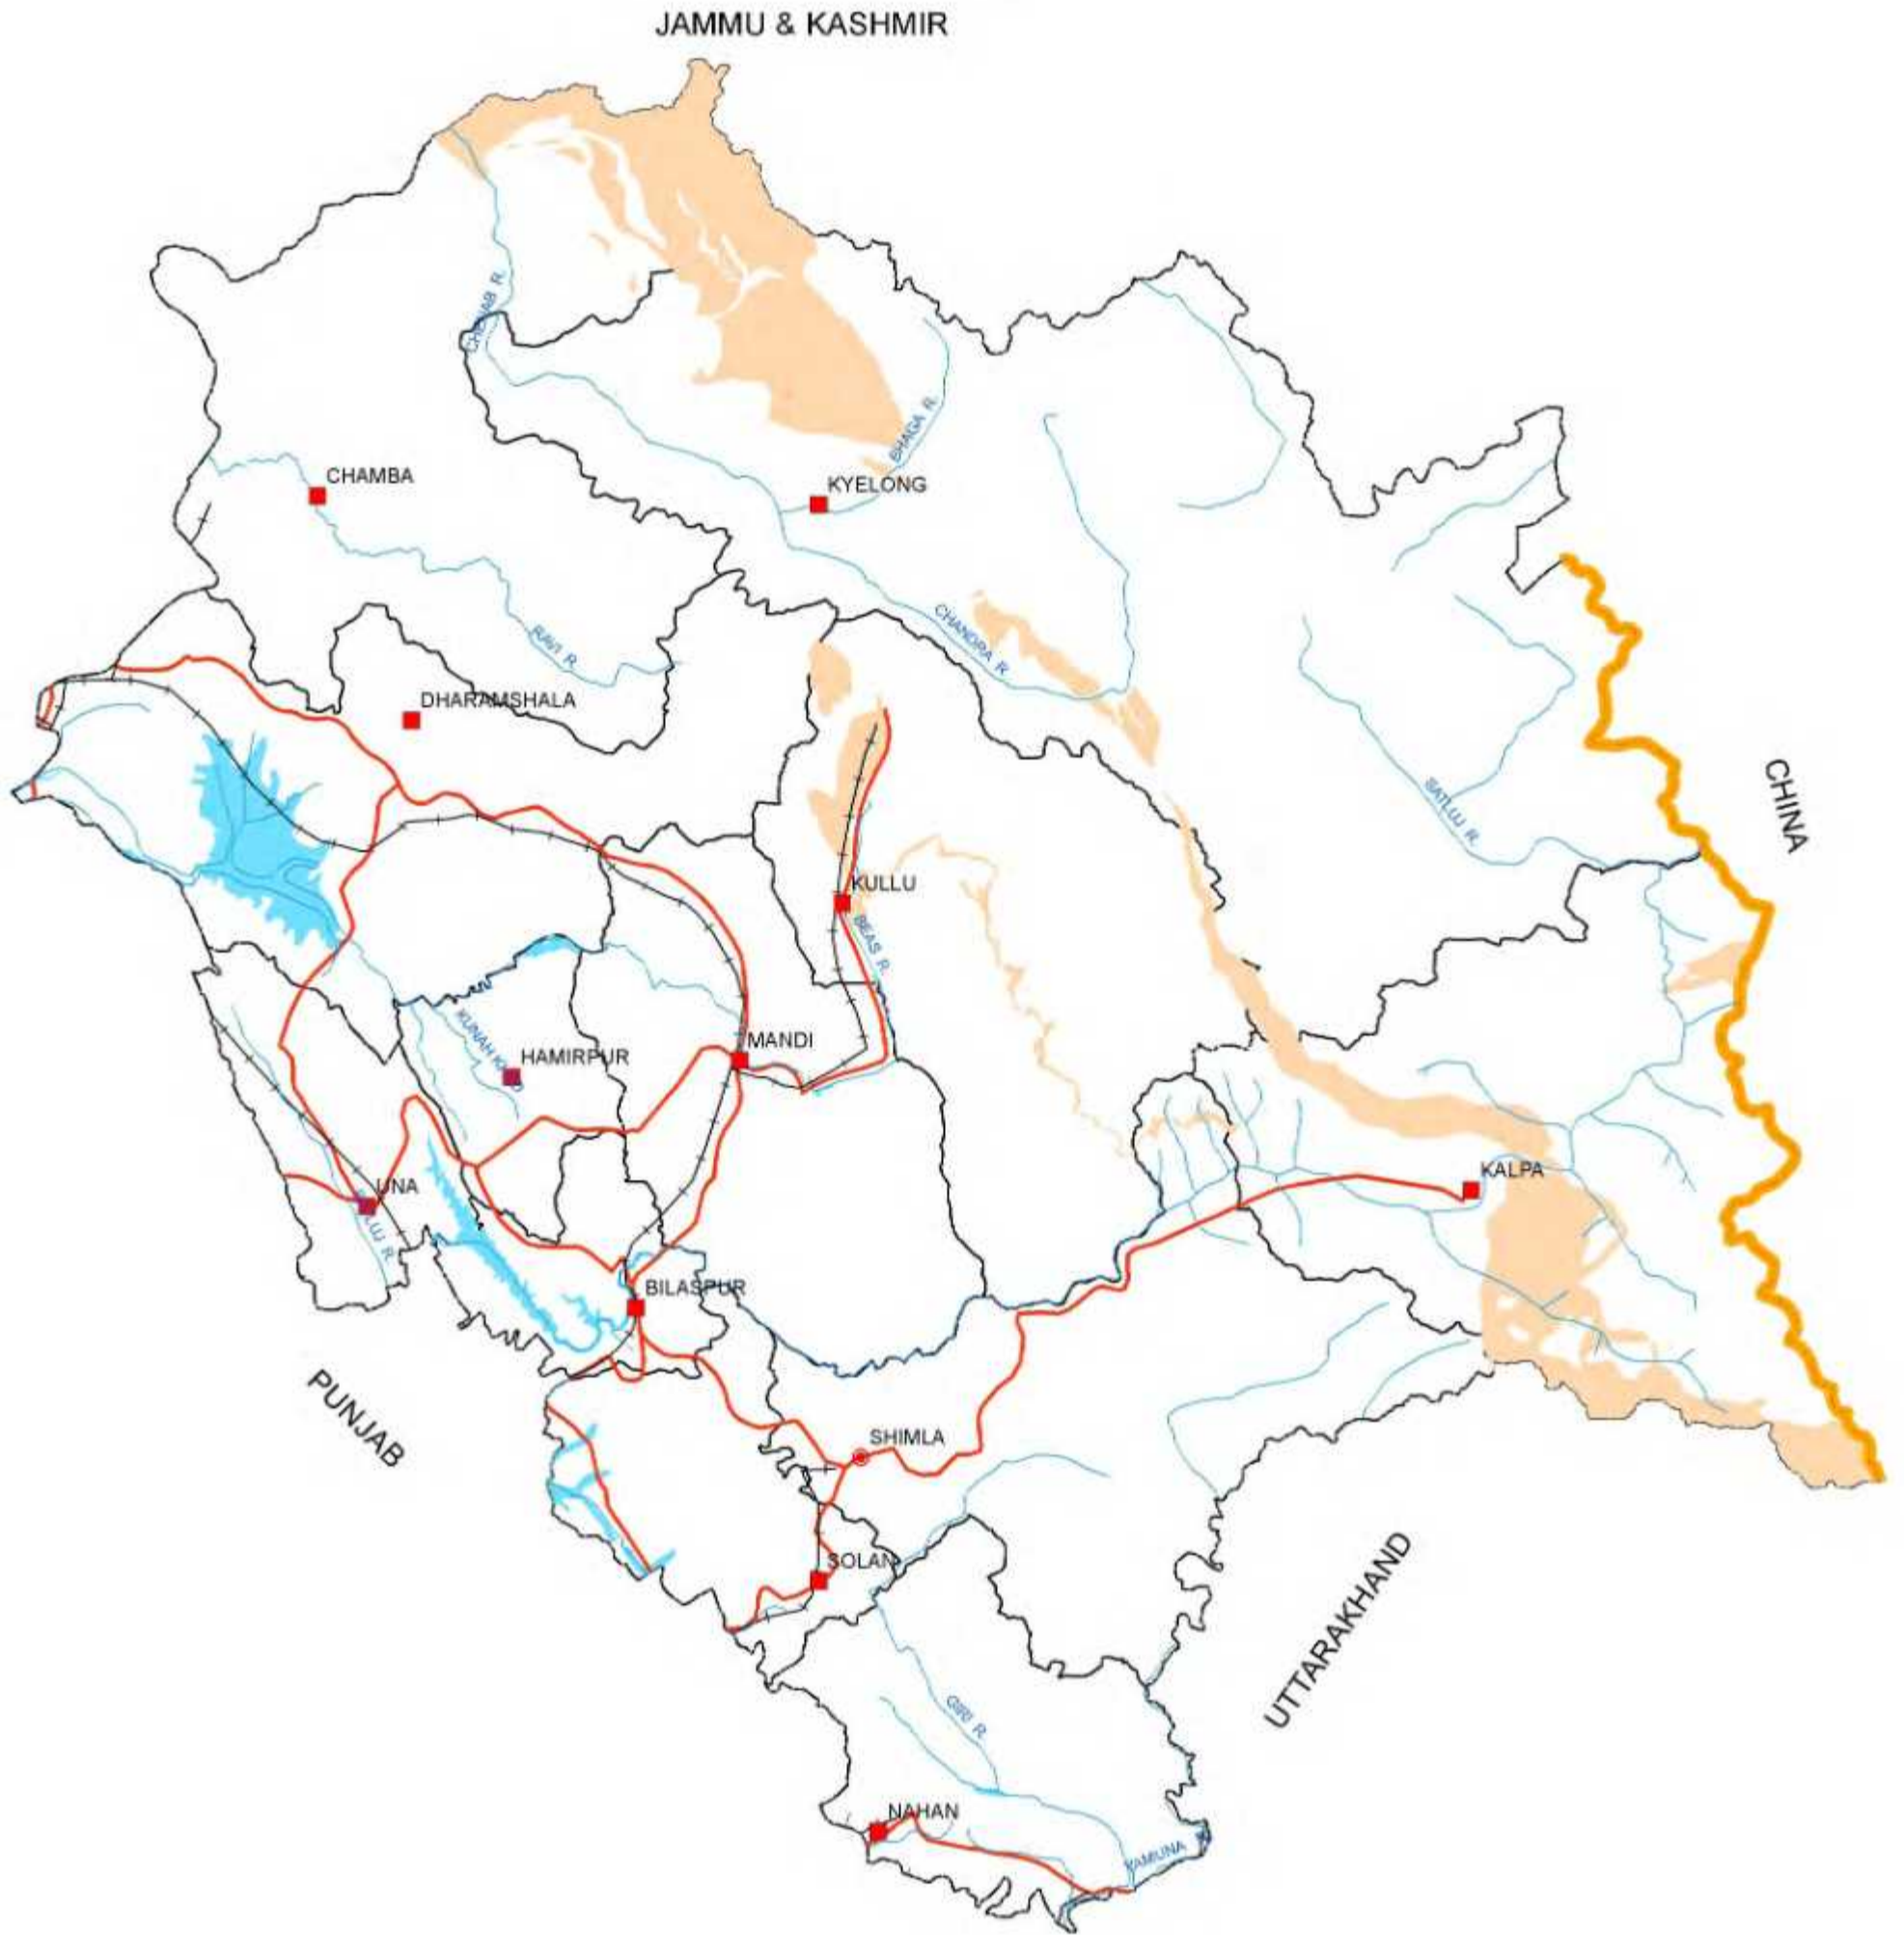 JAMMU & KASHMIR
CHENAB R.
BHAGA R.
CHAMBA
KYELONG
RAVI R.
CHANDRA R.
DHARAMSHALA
CHINA
SATLUJ R.
KULLU
BEAS R.
KUNAH
HAMIRPUR
MANDI
KALPA
UNA
R.
BILASPUR
PUNJAB
SHIMLA
SOLAN
UTTARAKHAND
GIRI R.
NAHAN
YAMUNA